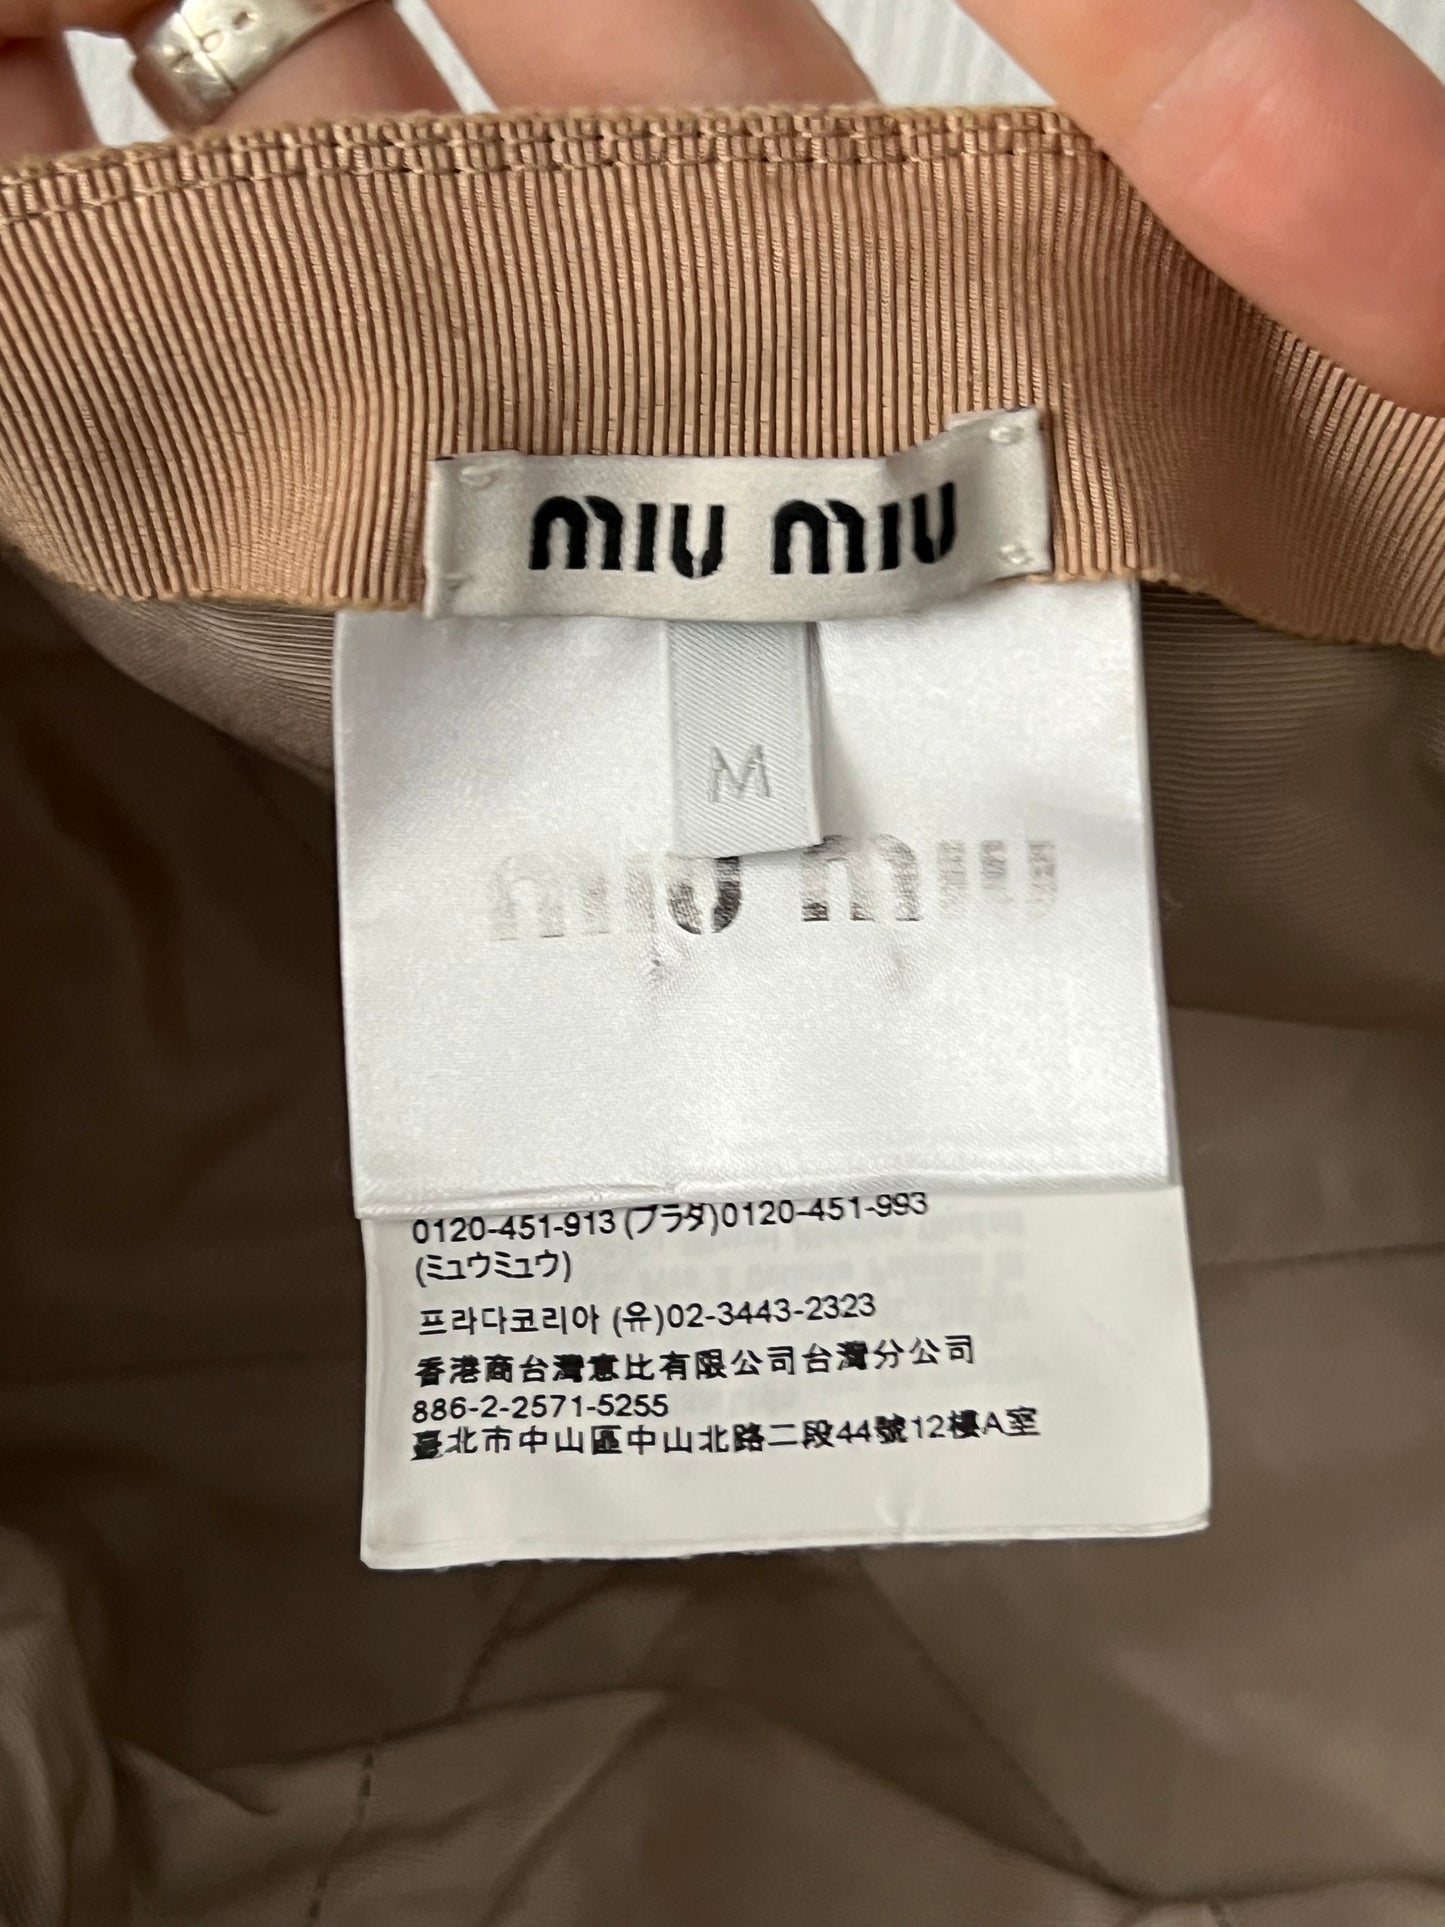 miu miu
M
miu miu
0120-451-913 (プラダ)0120-451-993
(ミュウミュウ)
프라다코리아 (유)02-3443-2323
香港商台灣意比有限公司台灣分公司
886-2-2571-5255
臺北市中山區中山北路二段44號12樓A室